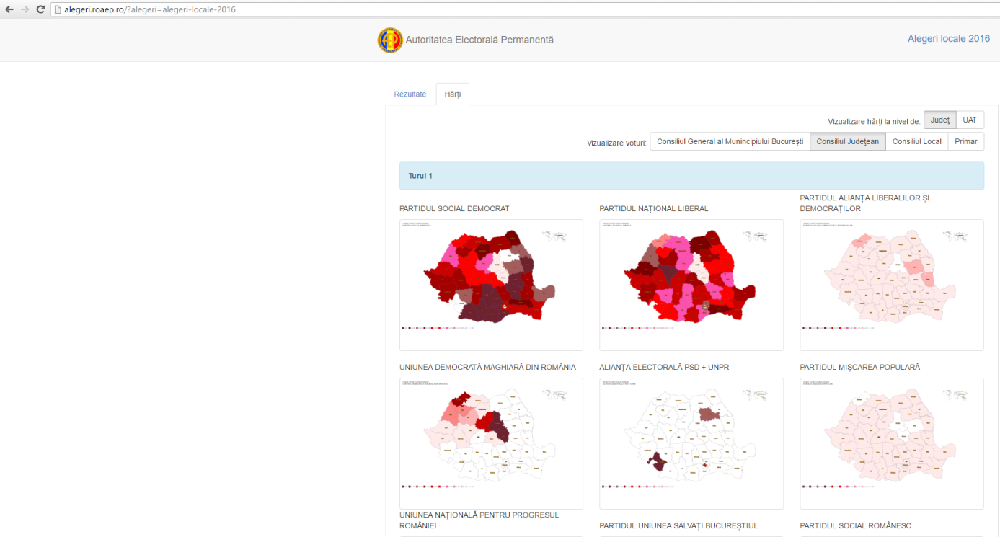 alegeri.roaep.ro/?alegeri=alegeri-locale-2016
Autoritatea Electorală Permanentă
Alegeri locale 2016
Rezultate
Hărți
Vizualizare hărți la nivel de:
Județ
UAT
Vizualizare voturi:
Consiliul General al Munincipiului București
Consiliul Județean
Consiliul Local
Primar
Turul 1
PARTIDUL SOCIAL DEMOCRAT
PARTIDUL NAȚIONAL LIBERAL
PARTIDUL ALIANȚA LIBERALILOR ȘI
DEMOCRAȚILOR
UNIUNEA DEMOCRATĂ MAGHIARĂ DIN ROMÂNIA
ALIANȚA ELECTORALĂ PSD + UNPR
PARTIDUL MIȘCAREA POPULARĂ
UNIUNEA NAȚIONALĂ PENTRU PROGRESUL
ROMÂNIEI
PARTIDUL UNIUNEA SALVAȚI BUCUREȘTIUL
PARTIDUL SOCIAL ROMÂNESC